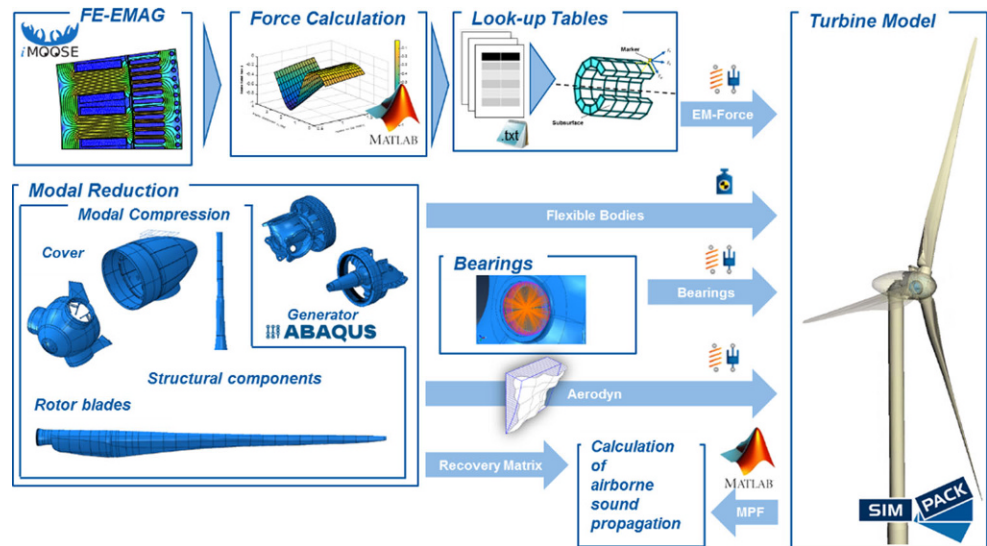 FE-EMAG
iMOOSE
Force Calculation
MATLAB
Look-up Tables
.txt
Marker
Subsurface
EM-Force
Turbine Model
Modal Reduction
Modal Compression
Cover
Generator
ABAQUS
Structural components
Rotor blades
Flexible Bodies
Bearings
Bearings
Aerodyn
Recovery Matrix
Calculation
of
airborne
sound
propagation
MATLAB
MPF
SIM
PACK